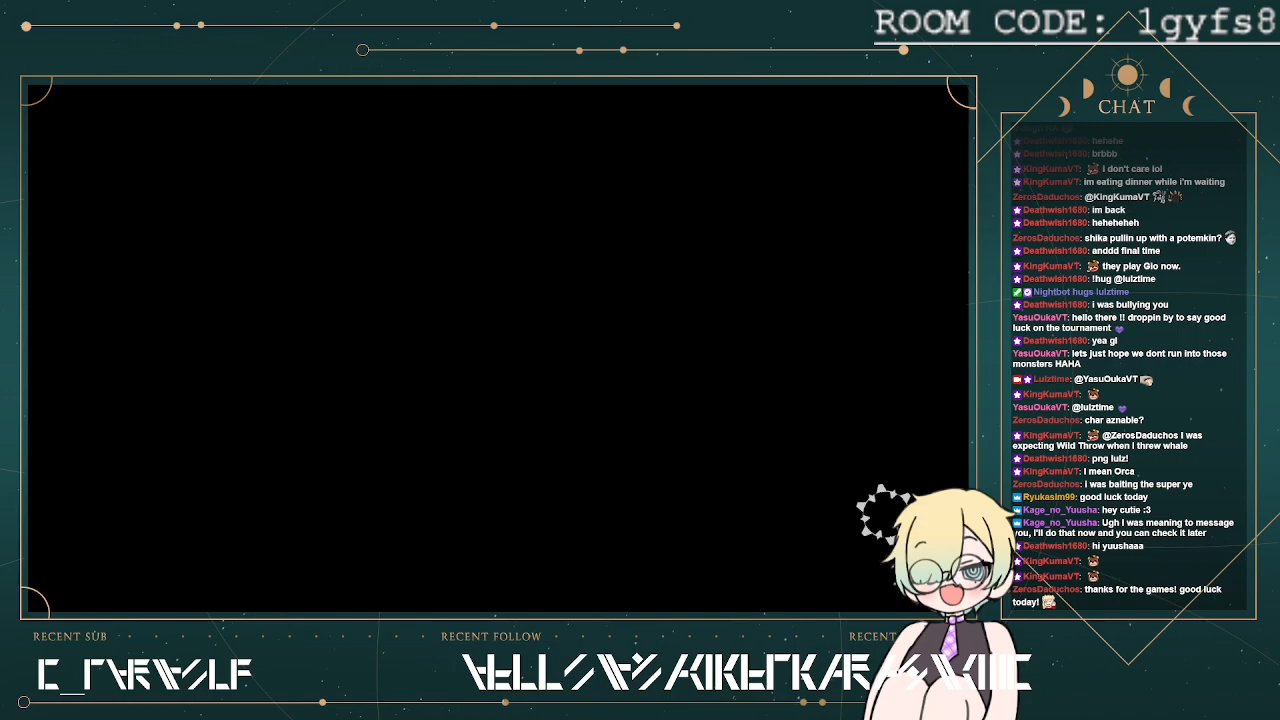 ROOM CODE: 1gyfs8
CHAT
Deathwish1680: hehehe
Deathwish1680: brbbb
KingKumaVT: I don't care lol
KingKumaVT: im eating dinner while i'm waiting
ZerosDaduchos: @KingKumaVT
Deathwish1680: im back
Deathwish1680: heheheheh
ZerosDaduchos: shika pullin up with a potemkin?
Deathwish1680: anddd final time
KingKumaVT: they play Gio now.
Deathwish1680: !hug @lulztime
Nightbot hugs lulztime
Deathwish1680: i was bullying you
YasuOukaVT: hello there !! droppin by to say good
luck on the tournament
Deathwish1680: yea gl
YasuOukaVT: lets just hope we dont run into those
monsters HAHA
Lulztime: @YasuOukaVT
KingKumaVT:
YasuOukaVT: @lulztime
ZerosDaduchos: char aznable?
KingKumaVT: @ZerosDaduchos I was
expecting Wild Throw when I threw whale
Deathwish1680: png lulz!
KingKumaVT: I mean Orca
ZerosDaduchos: i was baiting the super ye
Ryukasim99: good luck today
Kage_no_Yuusha: hey cutie :3
Kage_no_Yuusha: Ugh I was meaning to message
you, I'll do that now and you can check it later
Deathwish1680: hi yuushaaa
KingKumaVT:
KingKumaVT:
ZerosDaduchos: thanks for the games! good luck
today!
RECENT SUB
RECENT FOLLOW
RECENT